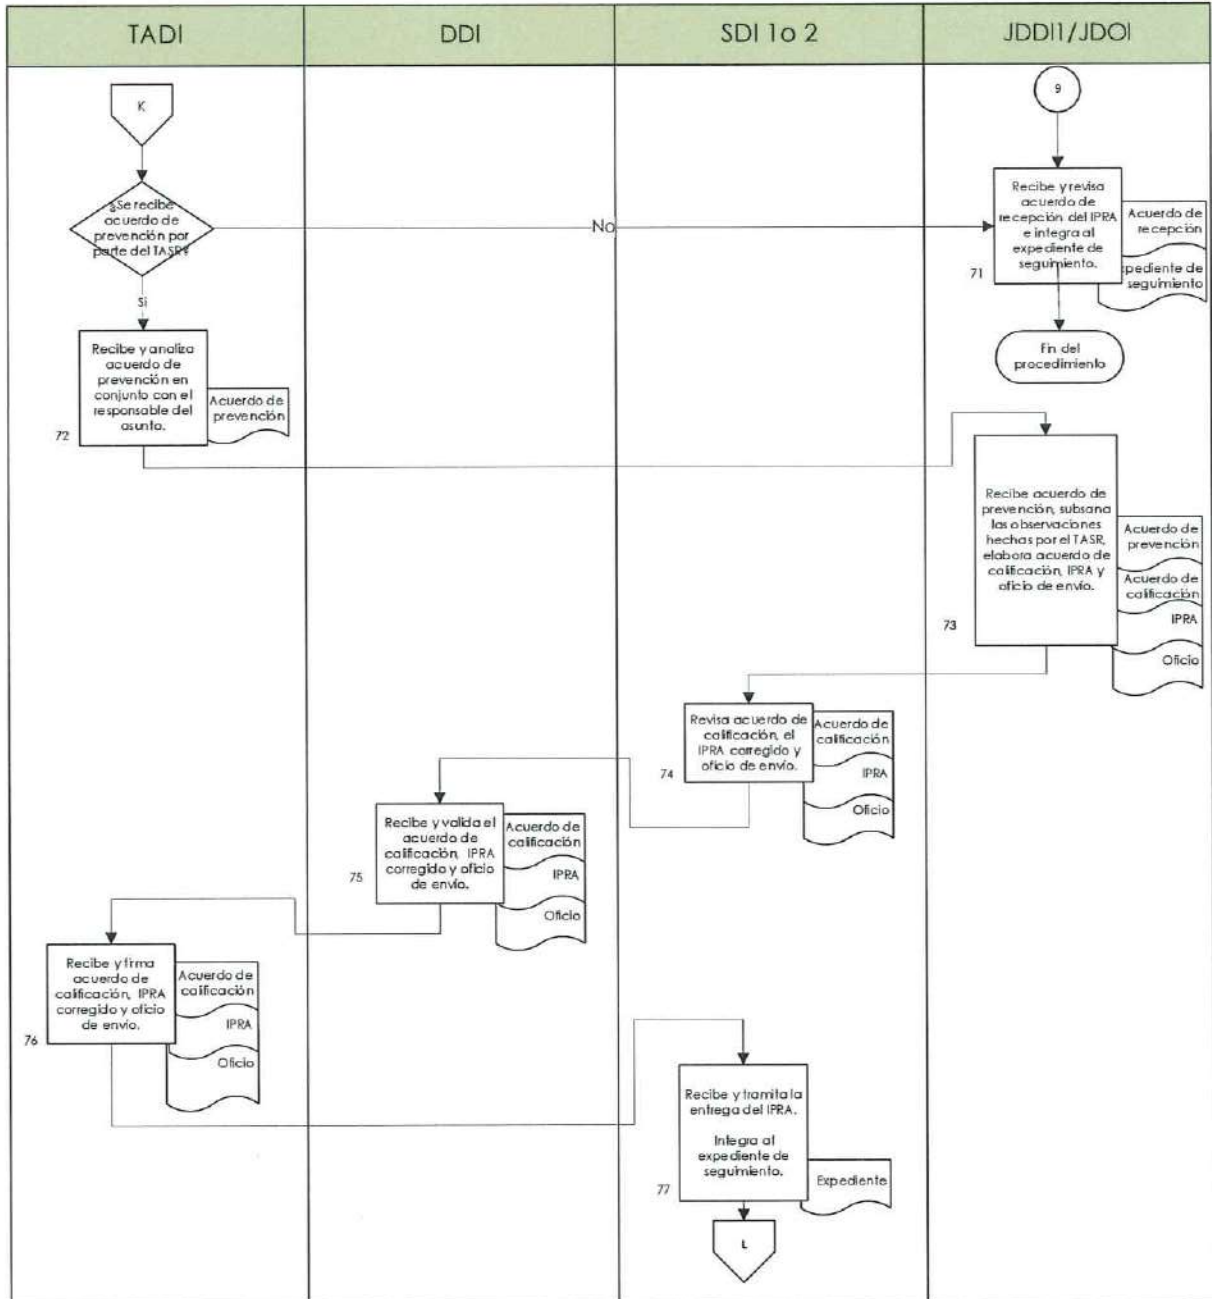 TADI
DDI
SDI 1o 2
JDDI1/JDOI
K
9
¿Se recibe
acuerdo de
prevención por
parte del TASR?
No
Si
Recibe y revisa
acuerdo de
recepción del IPRA
e integra al
expediente de
seguimiento.
71
Acuerdo de
recepción
pediente de
seguimiento
Fin del
procedimiento
Recibe y analiza
acuerdo de
prevención en
conjunto con el
responsable del
asunto.
72
Acuerdo de
prevención
Recibe acuerdo de
prevención, subsana
las observaciones
hechas por el TASR,
elabora acuerdo de
calificación, IPRA y
oficio de envío.
73
Acuerdo de
prevención
Acuerdo de
calificación
IPRA
Oficio
Revisa acuerdo de
calificación, el
IPRA corregido y
oficio de envío.
74
Acuerdo de
calificación
IPRA
Oficio
Recibe y valida el
acuerdo de
calificación, IPRA
corregido y oficio
de envío.
75
Acuerdo de
calificación
IPRA
Oficio
Recibe y firma
acuerdo de
calificación, IPRA
corregido y oficio
de envío.
76
Acuerdo de
calificación
IPRA
Oficio
Recibe y tramita la
entrega del IPRA.
Integra al
expediente de
seguimiento.
77
Expediente
L